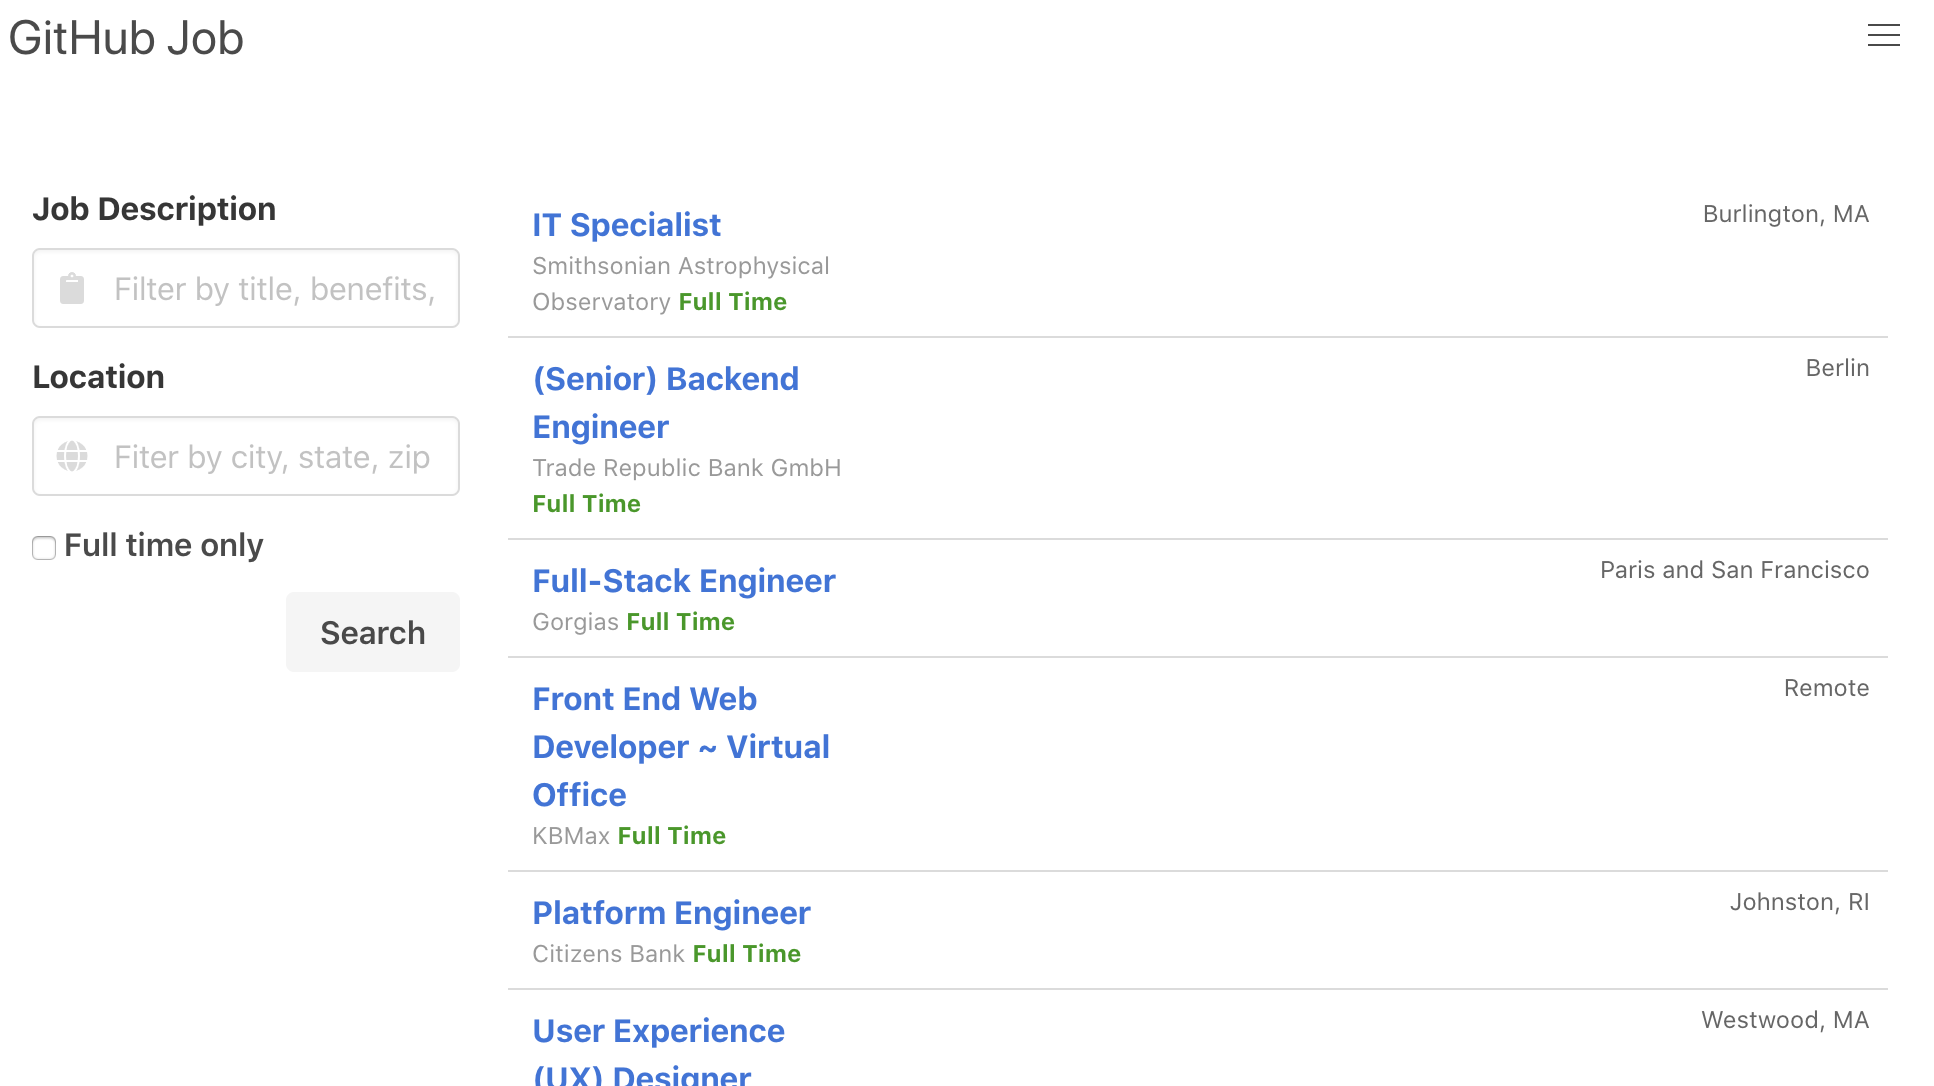 GitHub Job
Job Description
Filter by title, benefits,
Location
Fiter by city, state, zip
Full time only
Search
IT Specialist
Burlington, MA
Smithsonian Astrophysical
Observatory Full Time
(Senior) Backend
Berlin
Engineer
Trade Republic Bank GmbH
Full Time
Full-Stack Engineer
Paris and San Francisco
Gorgias Full Time
Front End Web
Remote
Developer ~ Virtual
Office
KBMax Full Time
Platform Engineer
Johnston, RI
Citizens Bank Full Time
User Experience
Westwood, MA
(UX) Designer